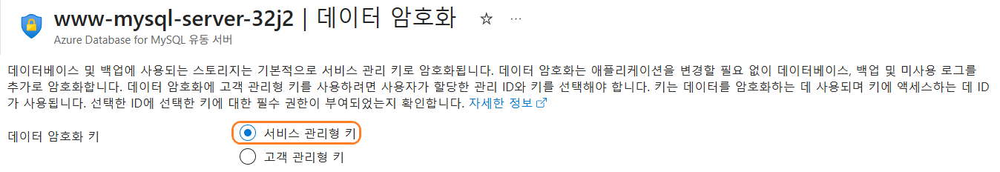 www-mysql-server-32j2 | 데이터 암호화 ☆ ···
Azure Database for MySQL 유동 서버
데이터베이스 및 백업에 사용되는 스토리지는 기본적으로 서비스 관리 키로 암호화됩니다. 데이터 암호화는 애플리케이션을 변경할 필요 없이 데이터베이스, 백업 및 미사용 로그를
추가로 암호화합니다. 데이터 암호화에 고객 관리형 키를 사용하려면 사용자가 할당한 관리 ID와 키를 선택해야 합니다. 키는 데이터를 암호화하는 데 사용되며 키에 액세스하는 데 ID
가 사용됩니다. 선택한 ID에 선택한 키에 대한 필수 권한이 부여되었는지 확인합니다. 자세한 정보
데이터 암호화 키
서비스 관리형 키
고객 관리형 키